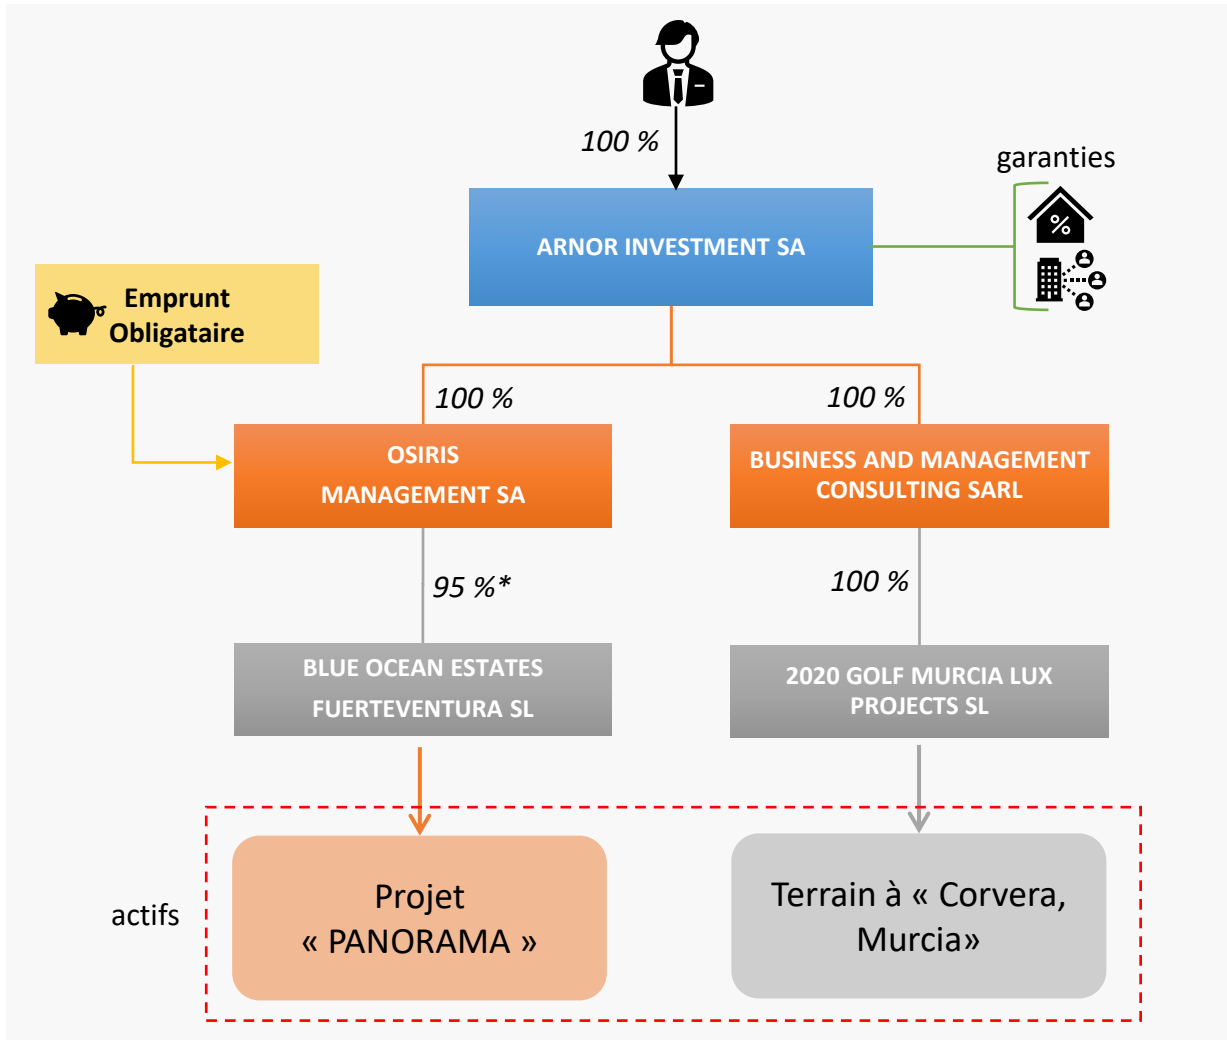 100 %
garanties
%
ARNOR INVESTMENT SA
Emprunt
Obligataire
100 %
100 %
OSIRIS
MANAGEMENT SA
BUSINESS AND MANAGEMENT
CONSULTING SARL
95 %*
100 %
BLUE OCEAN ESTATES
FUERTEVENTURA SL
2020 GOLF MURCIA LUX
PROJECTS SL
actifs
Projet
« PANORAMA »
Terrain à « Corvera,
Murcia»